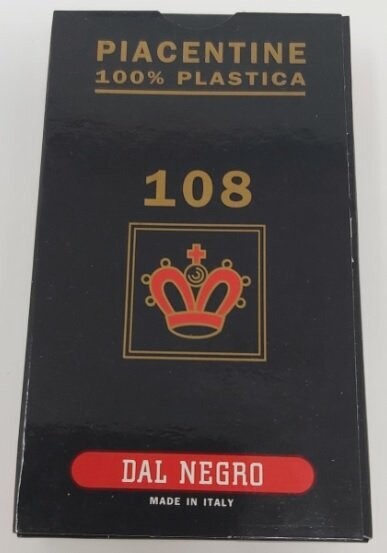 PIACENTINE
100% PLASTICA
108
DAL NEGRO
MADE IN ITALY